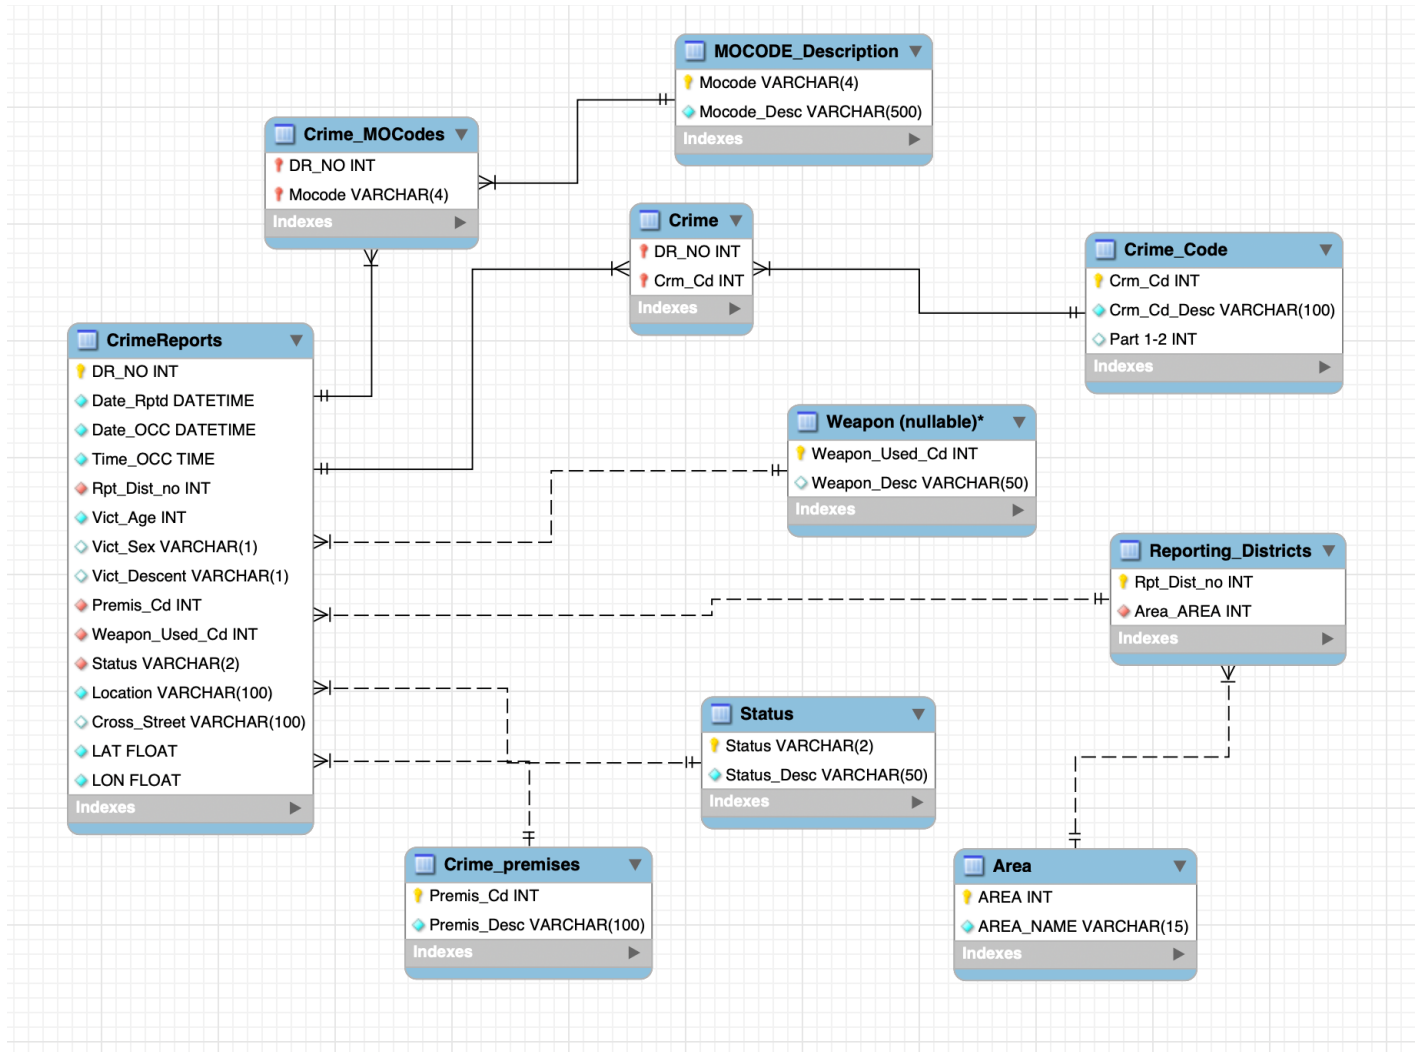 MOCODE_Description
Mocode VARCHAR(4)
Mocode_Desc VARCHAR(500)
Indexes
Crime_MOCodes
DR_NO INT
Mocode VARCHAR(4)
Indexes
Crime
DR_NO INT
Crm_Cd INT
Indexes
Crime_Code
Crm_Cd INT
Crm_Cd_Desc VARCHAR(100)
Part 1-2 INT
Indexes
CrimeReports
DR_NO INT
Date_Rptd DATETIME
Date_OCC DATETIME
Time_OCC TIME
Rpt_Dist_no INT
Vict_Age INT
Vict_Sex VARCHAR(1)
Vict_Descent VARCHAR(1)
Premis_Cd INT
Weapon_Used_Cd INT
Status VARCHAR(2)
Location VARCHAR(100)
Cross_Street VARCHAR(100)
LAT FLOAT
LON FLOAT
Indexes
Weapon (nullable)*
Weapon_Used_Cd INT
Weapon_Desc VARCHAR(50)
Indexes
Reporting_Districts
Rpt_Dist_no INT
Area_AREA INT
Indexes
Status
Status VARCHAR(2)
Status_Desc VARCHAR(50)
Indexes
Crime_premises
Premis_Cd INT
Premis_Desc VARCHAR(100)
Indexes
Area
AREA INT
AREA_NAME VARCHAR(15)
Indexes